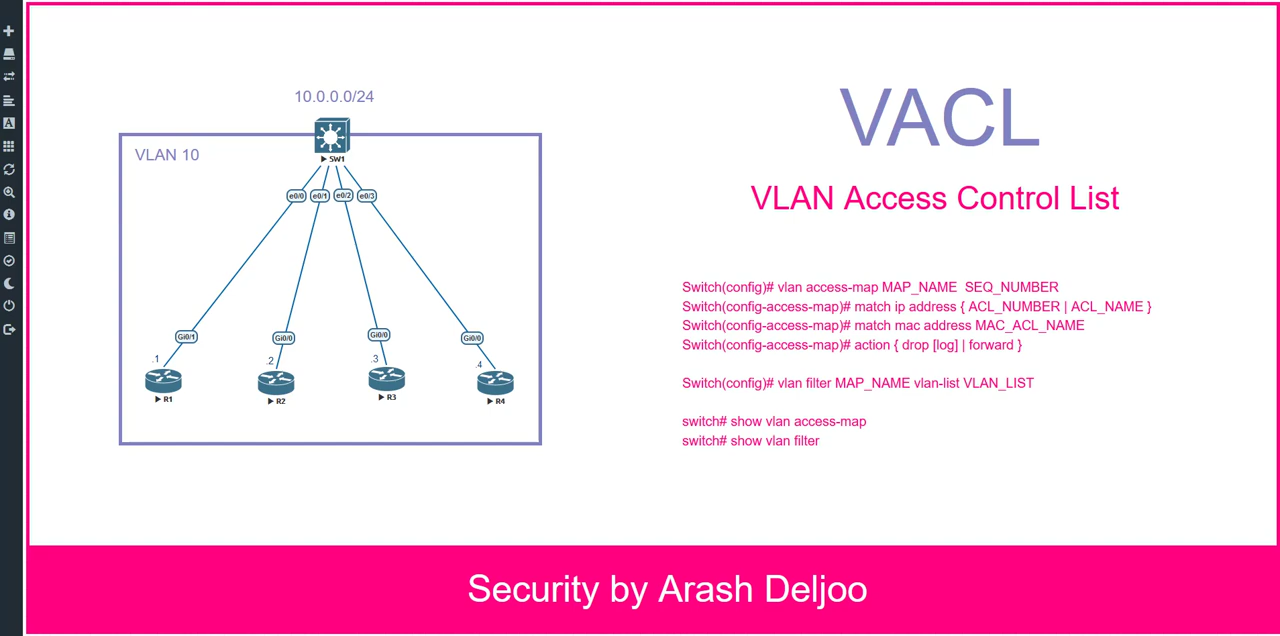 10.0.0.0/24
VLAN 10
SW1
e0/0 e0/1 e0/2 e0/3
Gi0/1 Gi0/0 Gi0/0 Gi0/0
.1 .2 .3 .4
R1 R2 R3 R4
VACL
VLAN Access Control List
Switch(config)# vlan access-map MAP_NAME  SEQ_NUMBER
Switch(config-access-map)# match ip address { ACL_NUMBER | ACL_NAME }
Switch(config-access-map)# match mac address MAC_ACL_NAME
Switch(config-access-map)# action { drop [log] | forward }
Switch(config)# vlan filter MAP_NAME vlan-list VLAN_LIST
switch# show vlan access-map
switch# show vlan filter
Security by Arash Deljoo